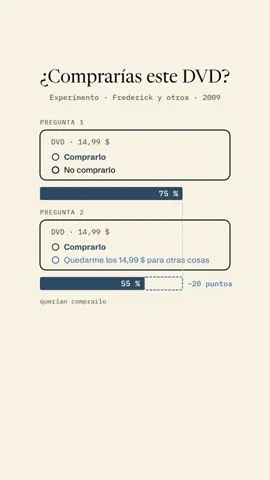 ¿Comprarías este DVD?
Experimento · Frederick y otros · 2009
PREGUNTA 1
DVD · 14,99 $
Comprarlo
No comprarlo
75 %
PREGUNTA 2
DVD · 14,99 $
Comprarlo
Quedarme los 14,99 $ para otras cosas
55 %
−20 puntos
querían comprarlo